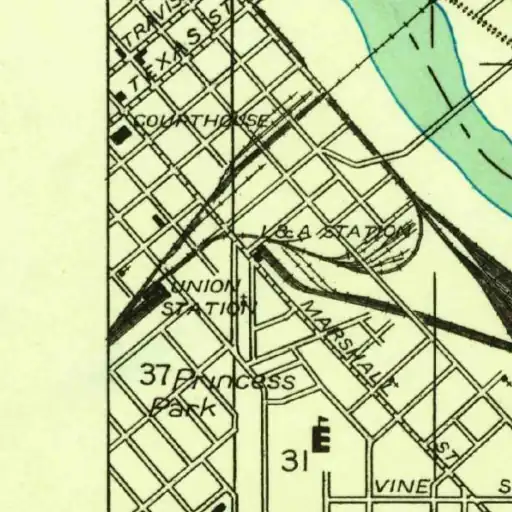 TRAVIS
TEXAS ST
COURTHOUSE
L&A STATION
UNION
STATION
MARSHALL
ST
37
Princess
Park
31
VINE
S